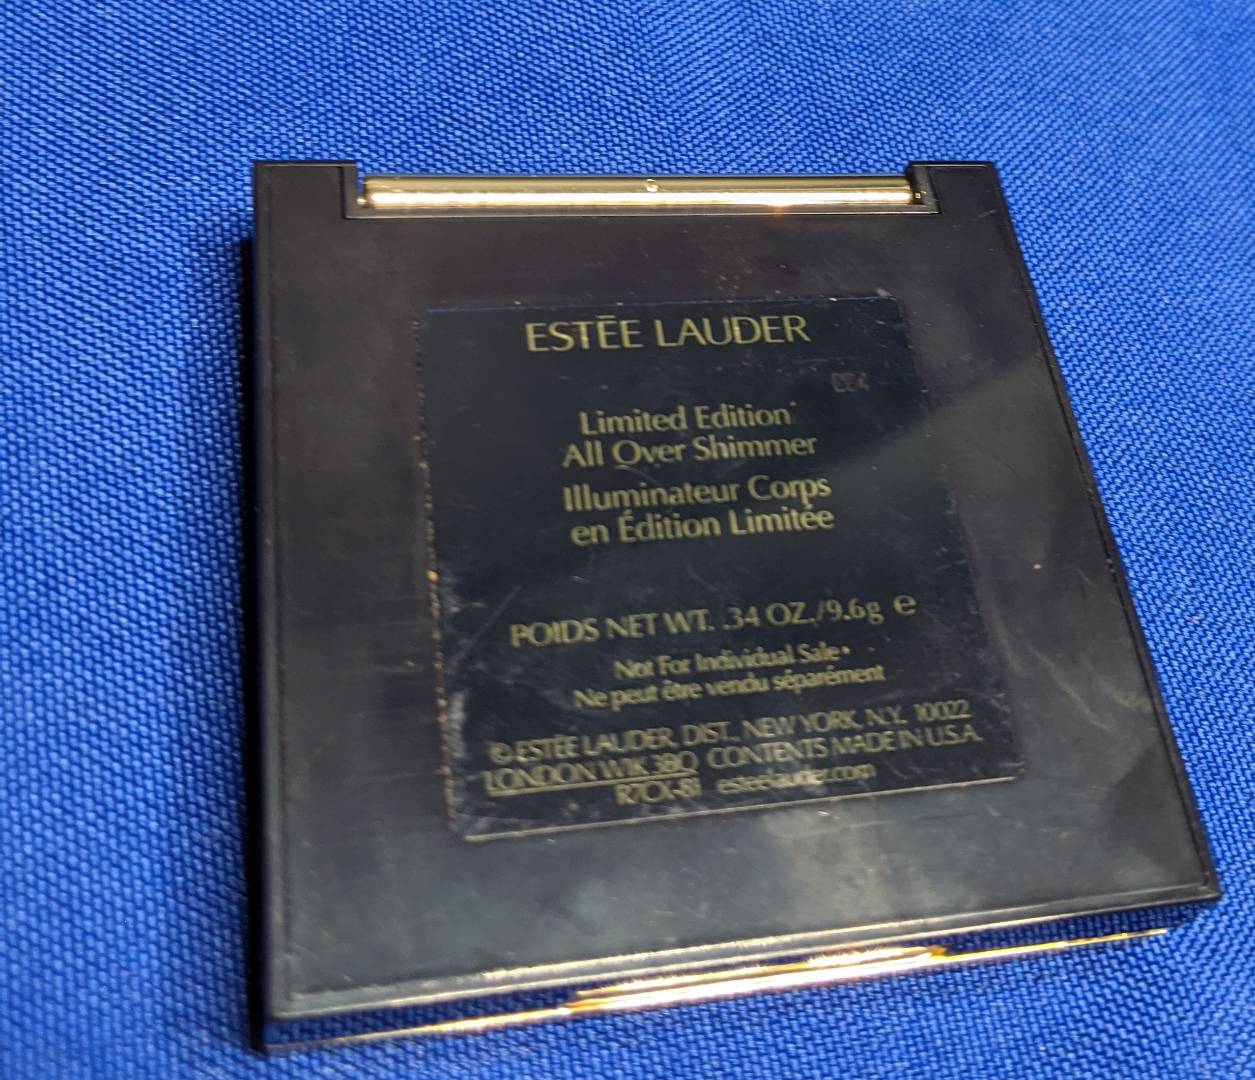 ESTĒE LAUDER
Limited Edition
All Over Shimmer
Illuminateur Corps
en Édition Limitée
POIDS NET WT. .34 OZ./9.6g ℮
Not For Individual Sale
Ne peut être vendu séparément
© ESTĒE LAUDER, DIST., NEW YORK, N.Y. 10022
LONDON W1K 3BQ CONTENTS MADE IN U.S.A.
R7CX-81 esteelauder.com